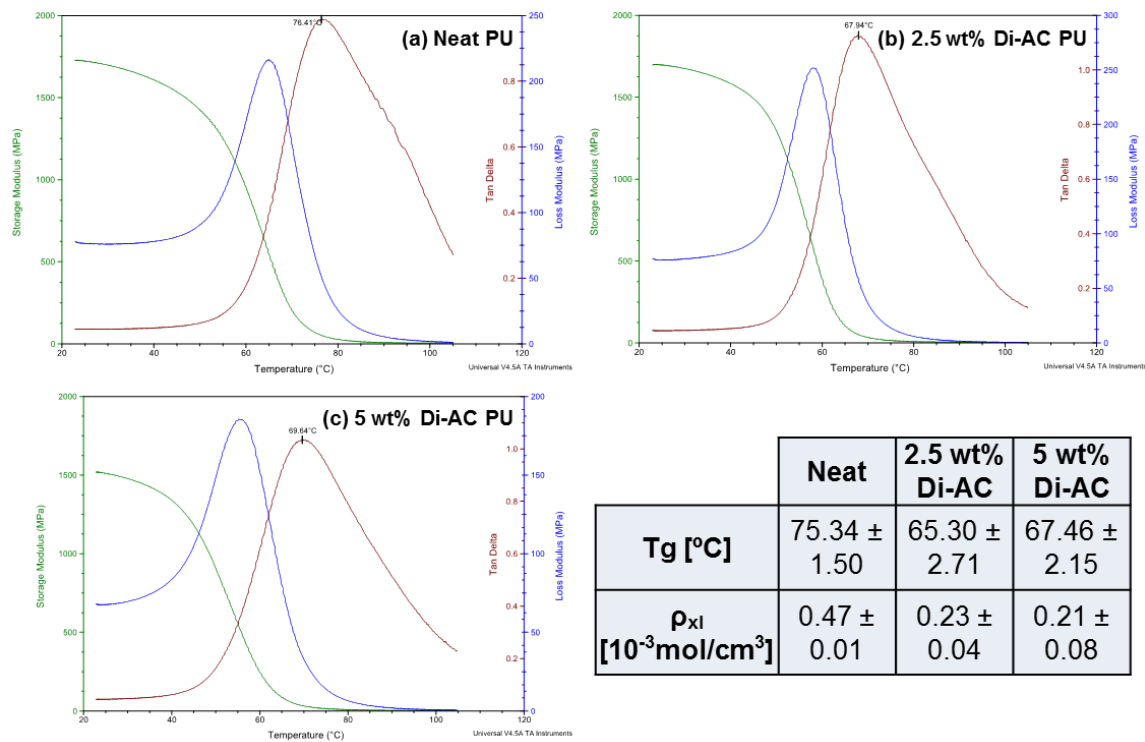 (a) Neat PU
76.41°C
Storage Modulus (MPa)
2000
1500
1000
500
0
Tan Delta
0.8
0.6
0.4
0.2
Loss Modulus (MPa)
250
200
150
100
50
0
20 40 60 80 100 120
Temperature (°C)
Universal V4.5A TA Instruments
(b) 2.5 wt% Di-AC PU
67.94°C
Storage Modulus (MPa)
2000
1500
1000
500
0
Tan Delta
1.0
0.8
0.6
0.4
0.2
Loss Modulus (MPa)
300
250
200
150
100
50
0
20 40 60 80 100 120
Temperature (°C)
Universal V4.5A TA Instruments
(c) 5 wt% Di-AC PU
69.64°C
Storage Modulus (MPa)
2000
1500
1000
500
0
Tan Delta
1.0
0.8
0.6
0.4
0.2
Loss Modulus (MPa)
200
150
100
50
0
20 40 60 80 100 120
Temperature (°C)
Universal V4.5A TA Instruments
Neat
2.5 wt%
Di-AC
5 wt%
Di-AC
Tg [ºC]
75.34 ±
1.50
65.30 ±
2.71
67.46 ±
2.15
ρxl
[10-3mol/cm3]
0.47 ±
0.01
0.23 ±
0.04
0.21 ±
0.08